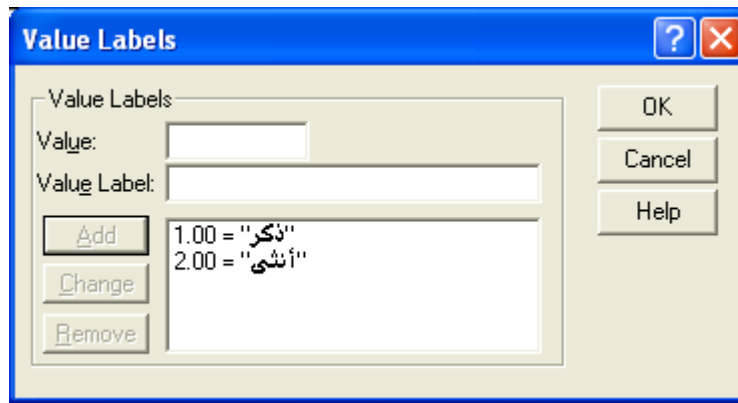 Value Labels
Value Labels
Value:
Value Label:
Add
Change
Remove
1.00 = "ذكر"
2.00 = "أنثى"
OK
Cancel
Help